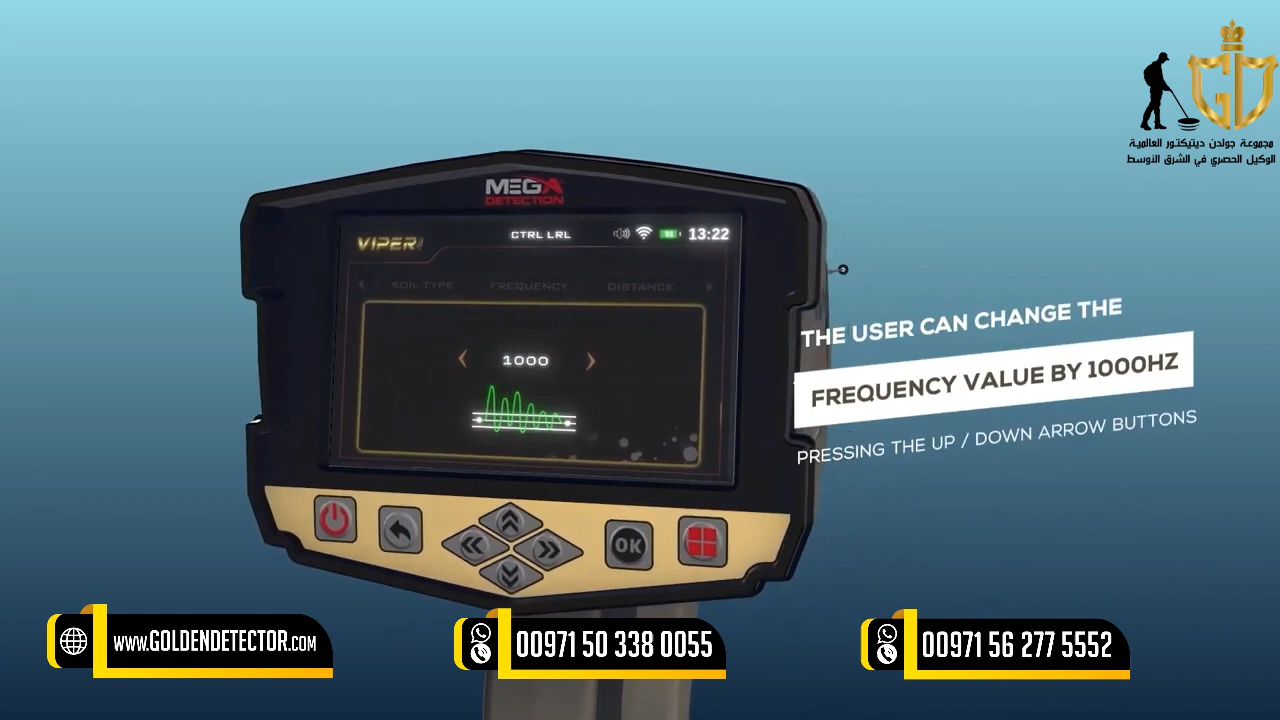 مجموعة جولدن ديتيكتور العالمية
الوكيل الحصري في الشرق الأوسط
MEGA
DETECTION
VIPER
CTRL LRL
91
13:22
SOIL TYPE
FREQUENCY
DISTANCE
1000
THE USER CAN CHANGE THE
FREQUENCY VALUE BY 1000HZ
PRESSING THE UP / DOWN ARROW BUTTONS
OK
WWW.GOLDENDETECTOR.COM
00971 50 338 0055
00971 56 277 5552